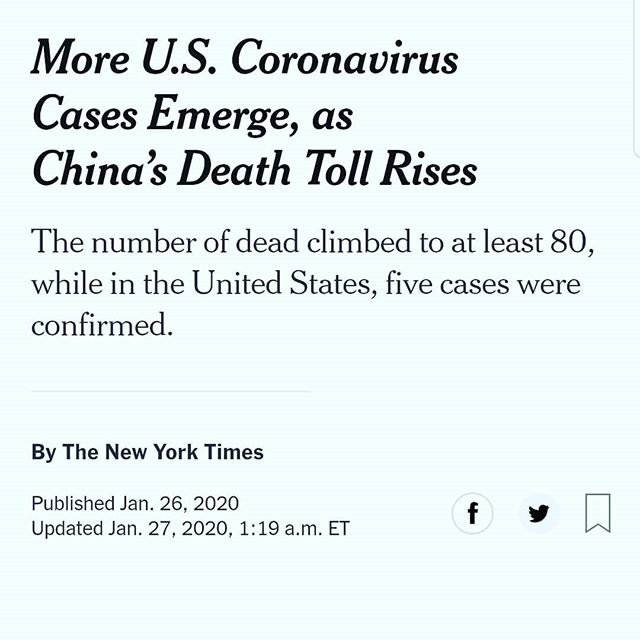 More U.S. Coronavirus
Cases Emerge, as
China’s Death Toll Rises
The number of dead climbed to at least 80,
while in the United States, five cases were
confirmed.
By The New York Times
Published Jan. 26, 2020
Updated Jan. 27, 2020, 1:19 a.m. ET